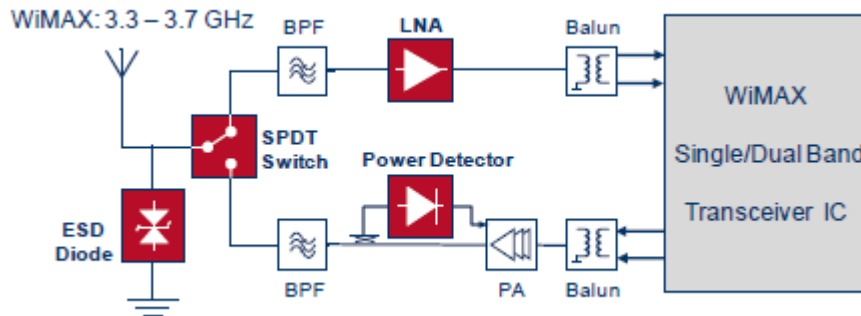 WiMAX: 3.3 – 3.7 GHz
BPF
LNA
Balun
SPDT
Switch
Power Detector
WiMAX
Single/Dual Band
Transceiver IC
ESD
Diode
BPF
PA
Balun